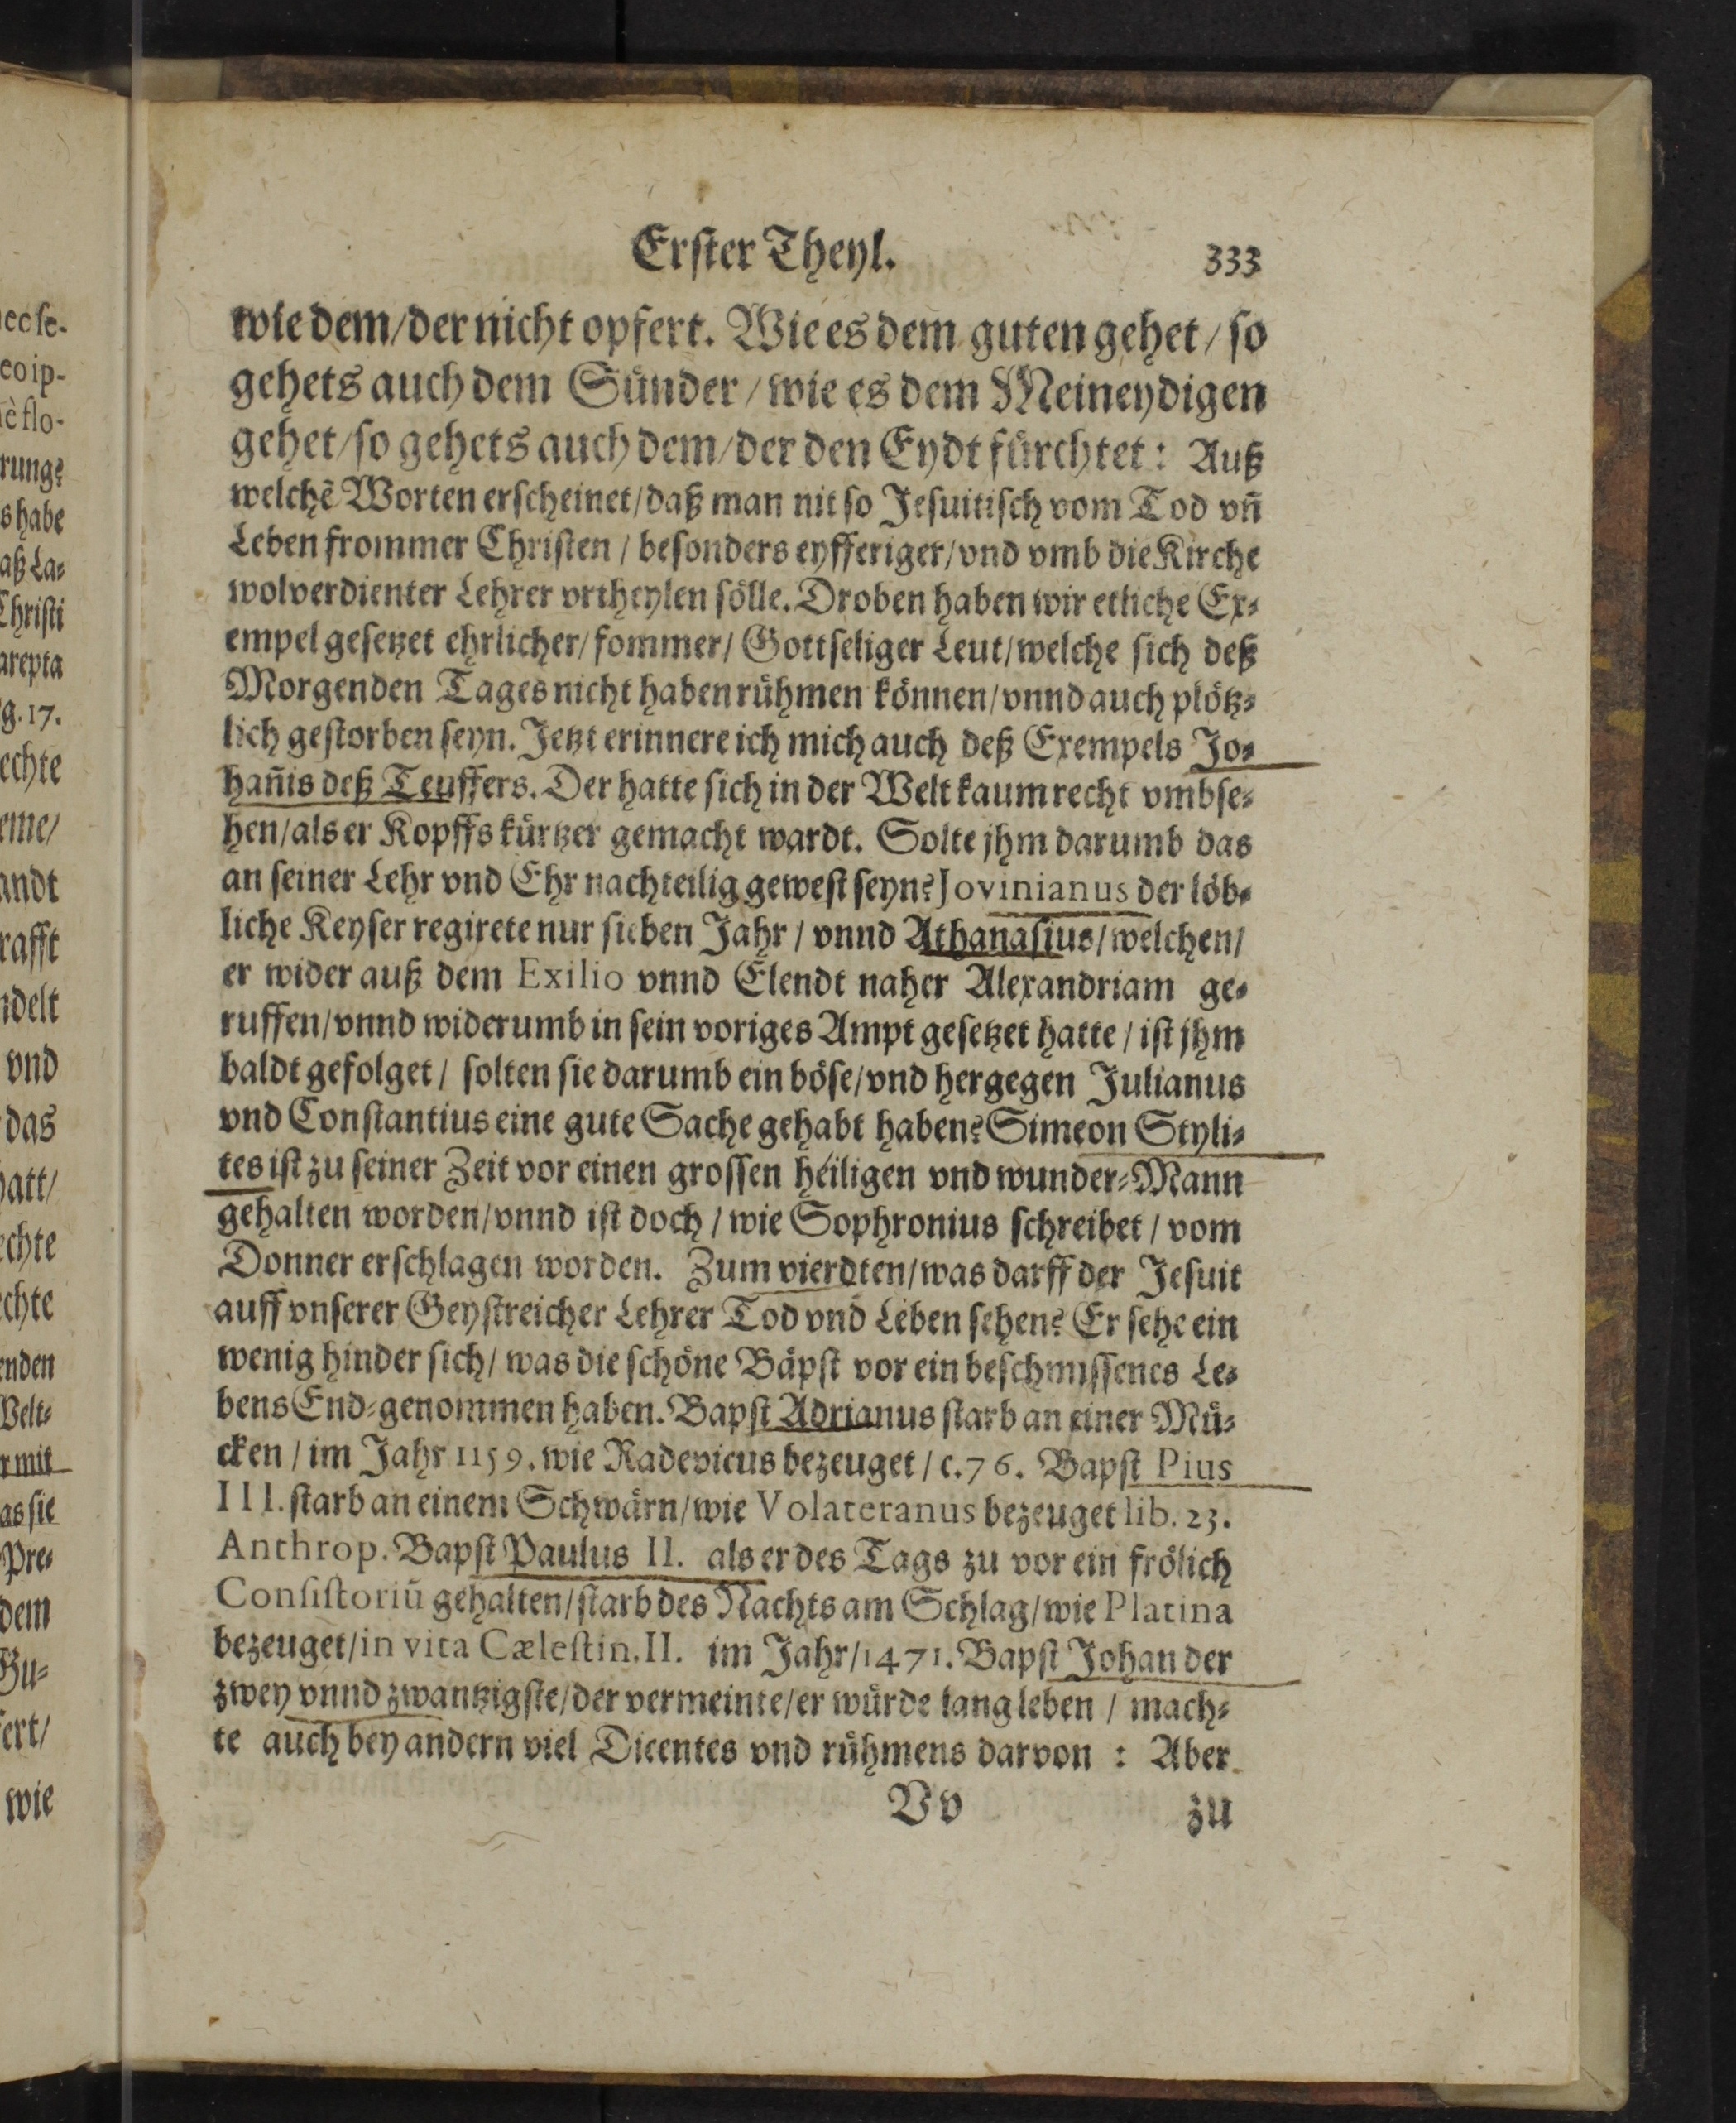 Erster Theyl. 333
wie dem/der nicht opfert. Wie es dem guten gehet / so
gehets auch dem Sünder / wie es dem Meineydigen
gehet/so gehets auch dem/der den Eydt fürchtet: Auß
welchē Worten erscheinet/daß man nit so Jesuitisch vom Tod vñ
Leben frommer Christen / besonders eyfferiger/vnd vmb die Kirche
wolverdienter Lehrer vrtheylen sölle. Droben haben wir etliche Ex-
empel gesetzet ehrlicher/ fommer/ Gottseliger Leut/welche sich deß
Morgenden Tages nicht haben rühmen können/vnnd auch plötz-
lich gestorben seyn. Jetzt erinnere ich mich auch deß Exempels Jo-
hañis deß Teuffers. Der hatte sich in der Welt kaum recht vmbse-
hen/als er Kopffs kürtzer gemacht wardt. Solte jhm darumb das
an seiner Lehr vnd Ehr nachteilig gewest seyn? Jovinianus der löb-
liche Keyser regirete nur sieben Jahr / vnnd Athanasius/welchen/
er wider auß dem Exilio vnnd Elendt naher Alexandriam ge-
ruffen/vnnd widerumb in sein voriges Ampt gesetzet hatte / ist jhm
baldt gefolget / solten sie darumb ein böse/vnd hergegen Julianus
vnd Constantius eine gute Sache gehabt haben? Simeon Styli-
tes ist zu seiner Zeit vor einen grossen heiligen vnd wunder-Mann
gehalten worden/vnnd ist doch / wie Sophronius schreibet / vom
Donner erschlagen worden. Zum vierdten/was darff der Jesuit
auff vnserer Geystreicher Lehrer Tod vnd Leben sehen? Er sehe ein
wenig hinder sich/ was die schöne Bäpst vor ein beschmissenes Le-
bens End-genommen haben. Bapst Adrianus starb an einer Mü-
cken / im Jahr 1159. wie Radevicus bezeuget / c. 76. Bapst Pius
III. starb an einem Schwärn/wie Volateranus bezeuget lib. 23.
Anthrop. Bapst Paulus II. als er des Tags zu vor ein frölich
Consistoriū gehalten/starb des Nachts am Schlag/wie Platina
bezeuget/in vita Cælestin. II. im Jahr/1471. Bapst Johan der
zwey vnnd zwantzigste/der vermeinte/er würde lang leben / mach-
te auch bey andern viel Dicentes vnd rühmens darvon : Aber
Vv zu